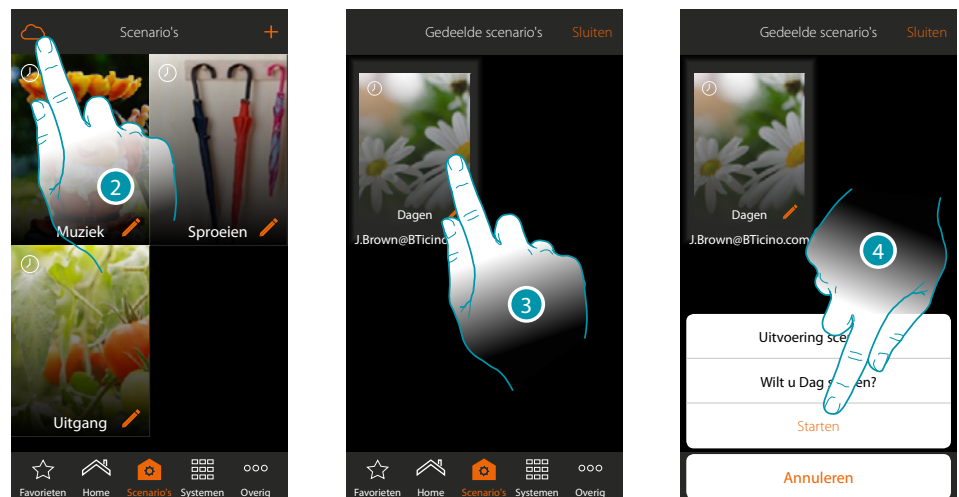 Scenario's
2
Muziek
Sproeien
Uitgang
Favorieten Home Scenario's Systemen Overig
Gedeelde scenario's Sluiten
Dagen
J.Brown@BTicino
3
Favorieten Home Scenario's Systemen Overig
Gedeelde scenario's Sluiten
Dagen
J.Brown@BTicino.com
4
Uitvoering
Wilt u Dag
Starten
Annuleren